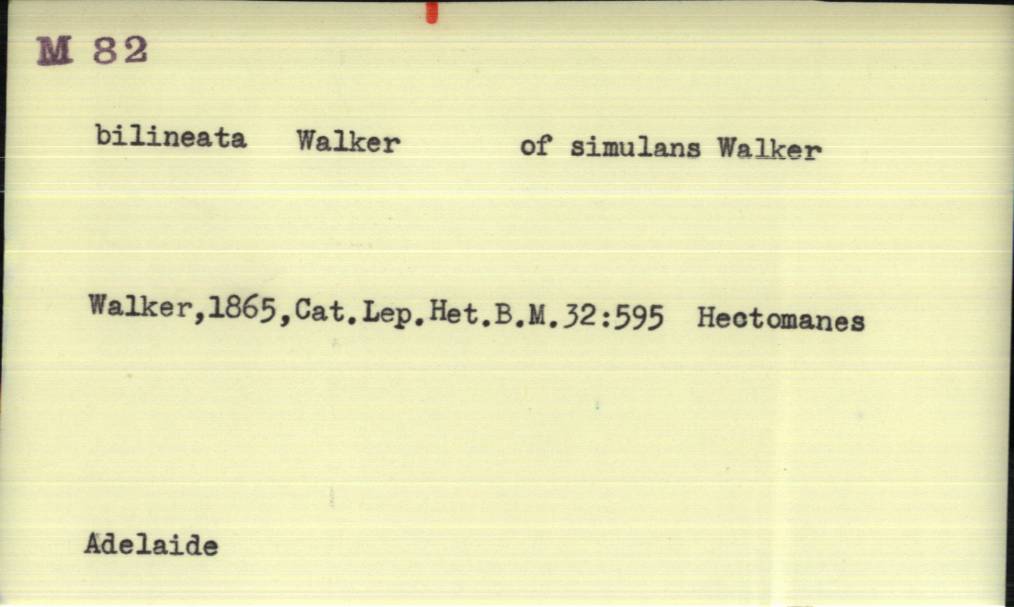 M 82
bilineata Walker of simulans Walker
Walker,1865,Cat.Lep.Het.B.M.32:595 Hectomanes
Adelaide